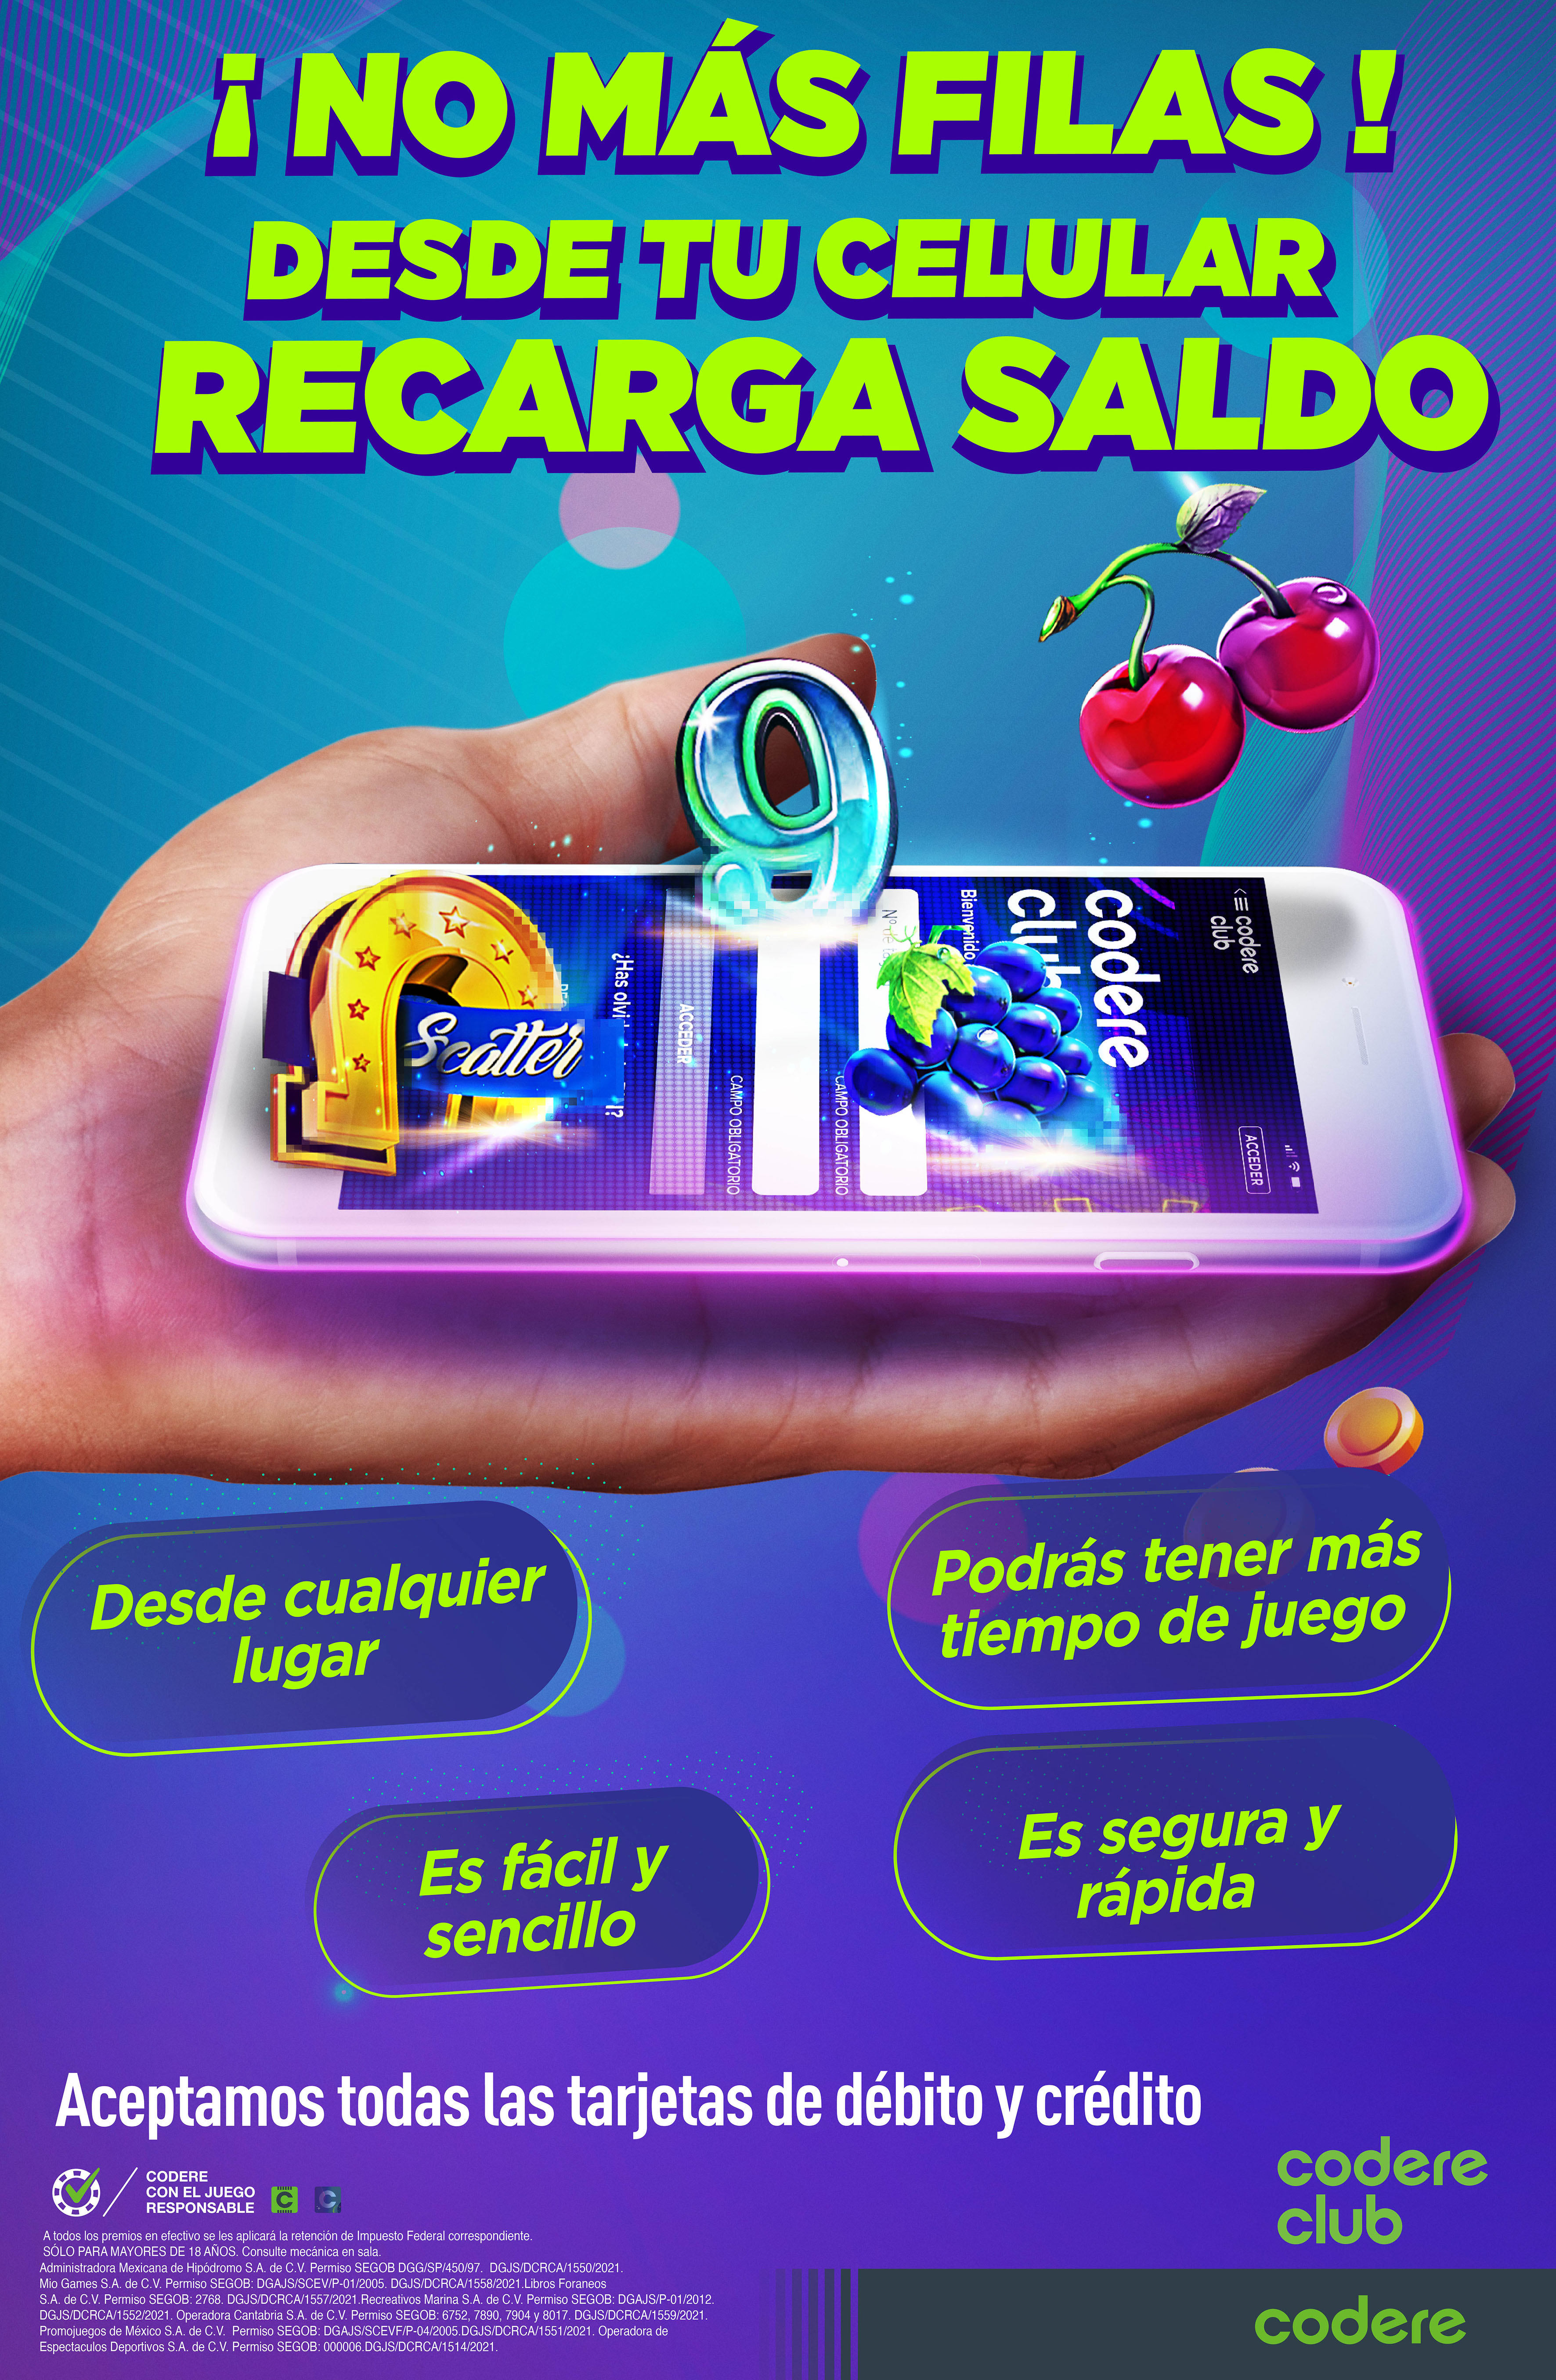 ¡ NO MÁS FILAS !
DESDE TU CELULAR
RECARGA SALDO
9
codere
club
ACCEDER
codere
club
Bienvenido
Nº de
CAMPO OBLIGATORIO
CAMPO OBLIGATORIO
ACCEDER
¿Has
Scatter
Desde cualquier
lugar
Podrás tener más
tiempo de juego
Es fácil y
sencillo
Es segura y
rápida
Aceptamos todas las tarjetas de débito y crédito
CODERE
CON EL JUEGO
RESPONSABLE
C C
codere
club
A todos los premios en efectivo se les aplicará la retención de Impuesto Federal correspondiente.
SÓLO PARA MAYORES DE 18 AÑOS. Consulte mecánica en sala.
Administradora Mexicana de Hipódromo S.A. de C.V. Permiso SEGOB DGG/SP/450/97. DGJS/DCRCA/1550/2021.
Mio Games S.A. de C.V. Permiso SEGOB: DGAJS/SCEV/P-01/2005. DGJS/DCRCA/1558/2021.Libros Foraneos
S.A. de C.V. Permiso SEGOB: 2768. DGJS/DCRCA/1557/2021.Recreativos Marina S.A. de C.V. Permiso SEGOB: DGAJS/P-01/2012.
DGJS/DCRCA/1552/2021. Operadora Cantabria S.A. de C.V. Permiso SEGOB: 6752, 7890, 7904 y 8017. DGJS/DCRCA/1559/2021.
Promojuegos de México S.A. de C.V. Permiso SEGOB: DGAJS/SCEVF/P-04/2005.DGJS/DCRCA/1551/2021. Operadora de
Espectaculos Deportivos S.A. de C.V. Permiso SEGOB: 000006.DGJS/DCRCA/1514/2021.
codere